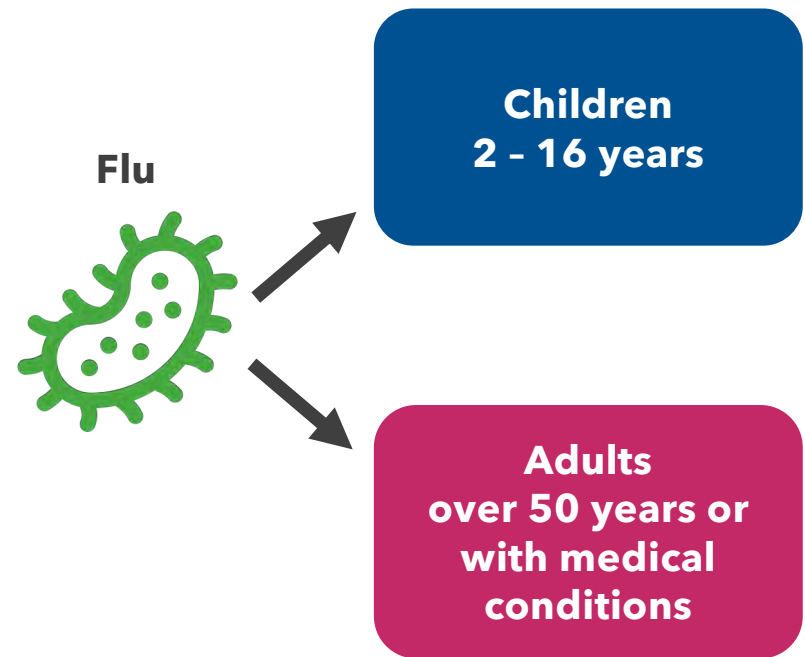 Flu
Children
2 – 16 years
Adults
over 50 years or
with medical
conditions